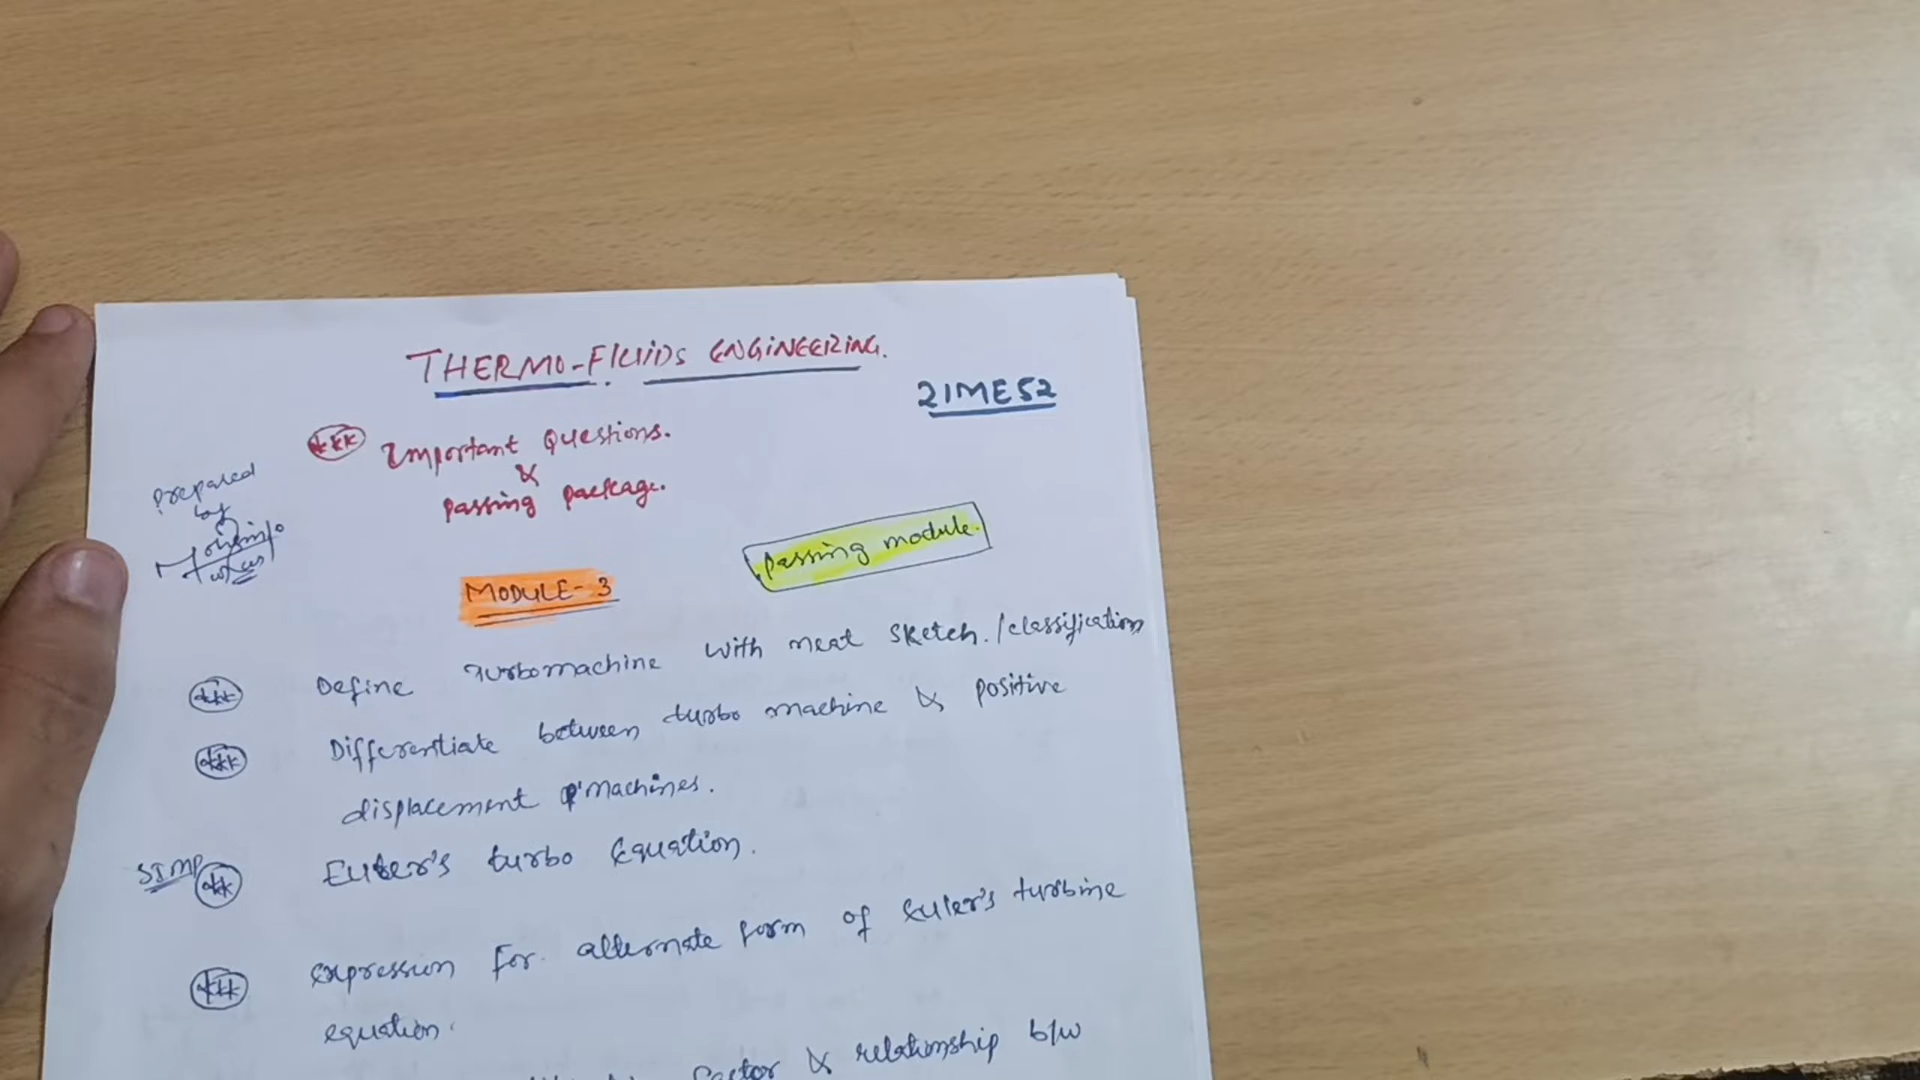 THERMO-FLUIDS ENGINEERING.
21ME52
*** Important Questions.
&
passing package.
prepared
by
passing module.
MODULE-3
*** Define Turbomachine with neat sketch./classification
*** Differentiate between turbo machine & positive
displacement machines.
SIMP ** Euler's turbo Equation.
*** expression for alternate form of Euler's turbine
equation.
factor & relationship b/w